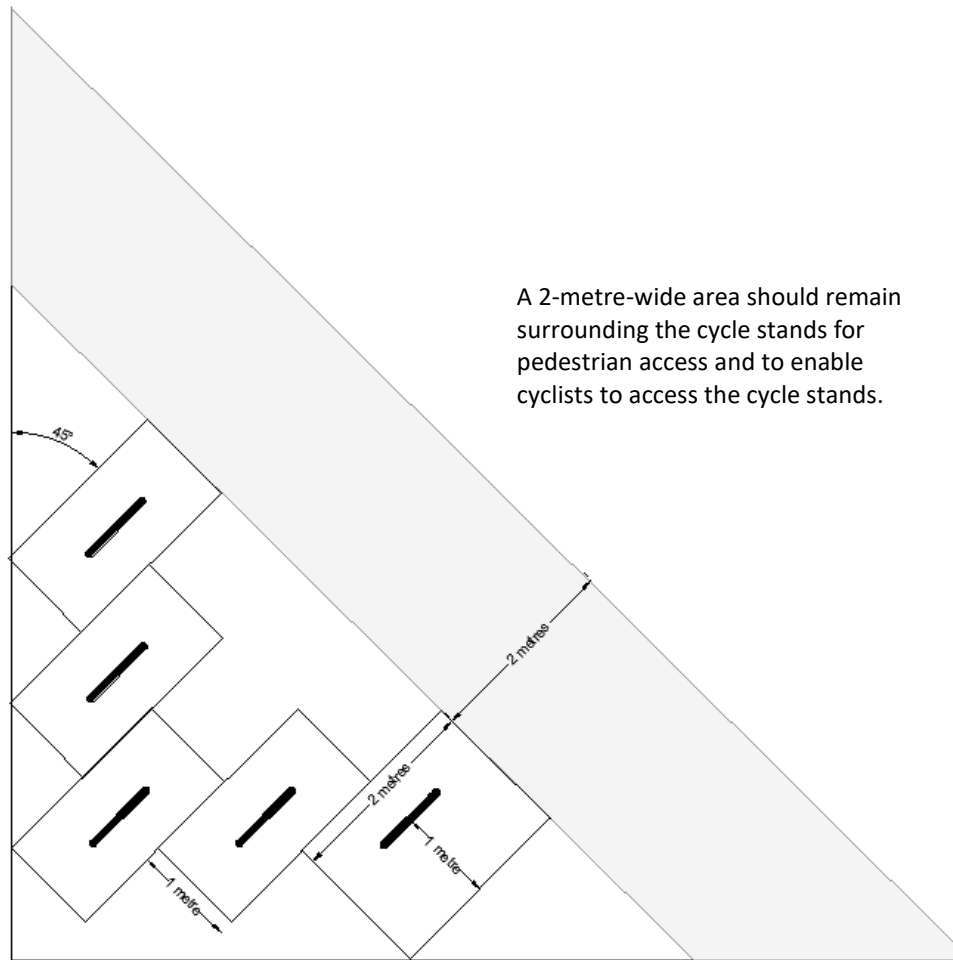 A 2-metre-wide area should remain
surrounding the cycle stands for
pedestrian access and to enable
cyclists to access the cycle stands.
45°
2 metres
2 metres
1 metre
1 metre